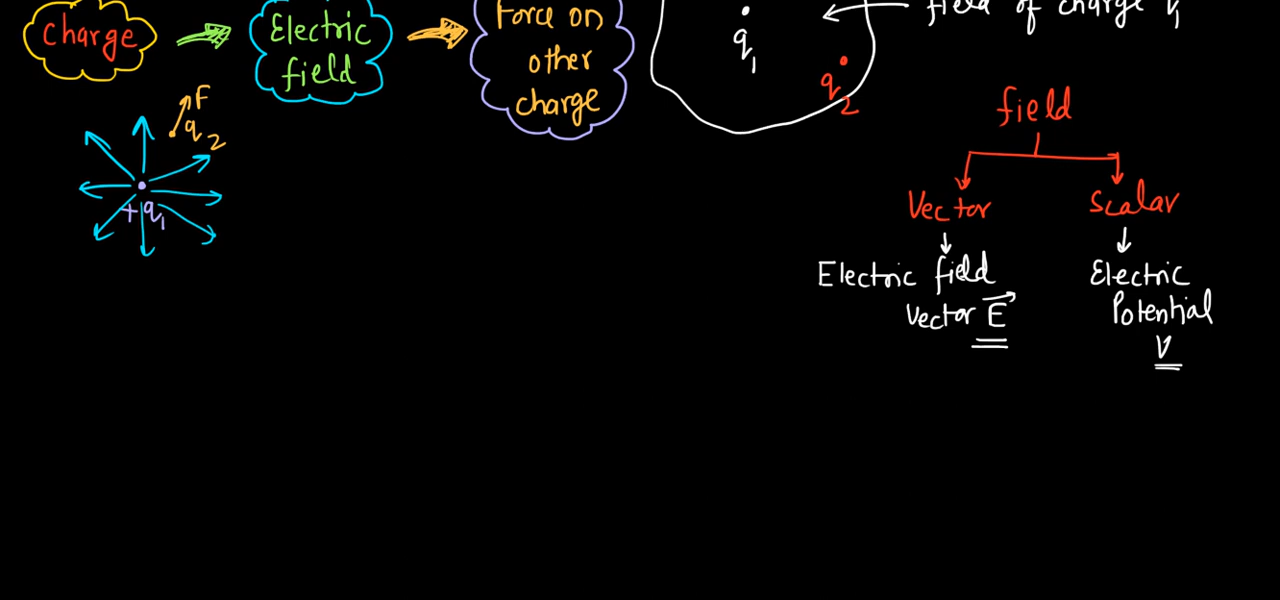 Charge
Electric
field
Force on
other
charge
q1
q2
field of charge q1
F
q2
+q1
field
Vector
Scalar
Electric field
Vector E⃗
Electric
Potential
V